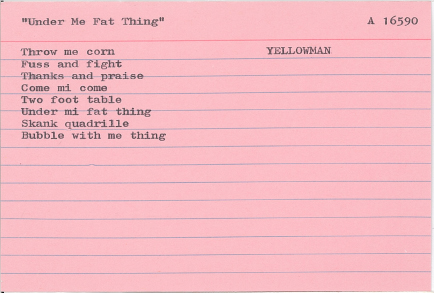 "Under Me Fat Thing" A 16590
Throw me corn YELLOWMAN
Fuss and fight
Thanks and praise
Come mi come
Two foot table
Under mi fat thing
Skank quadrille
Bubble with me thing